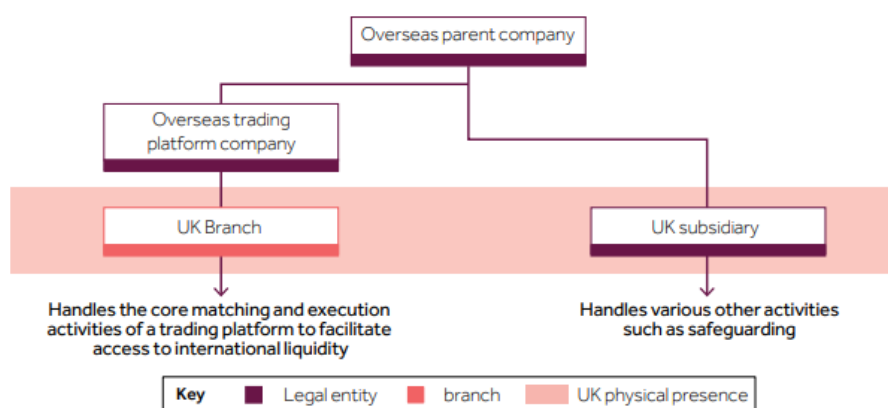 Overseas parent company
Overseas trading
platform company
UK Branch
UK subsidiary
Handles the core matching and execution
activities of a trading platform to facilitate
access to international liquidity
Handles various other activities
such as safeguarding
Key
Legal entity
branch
UK physical presence